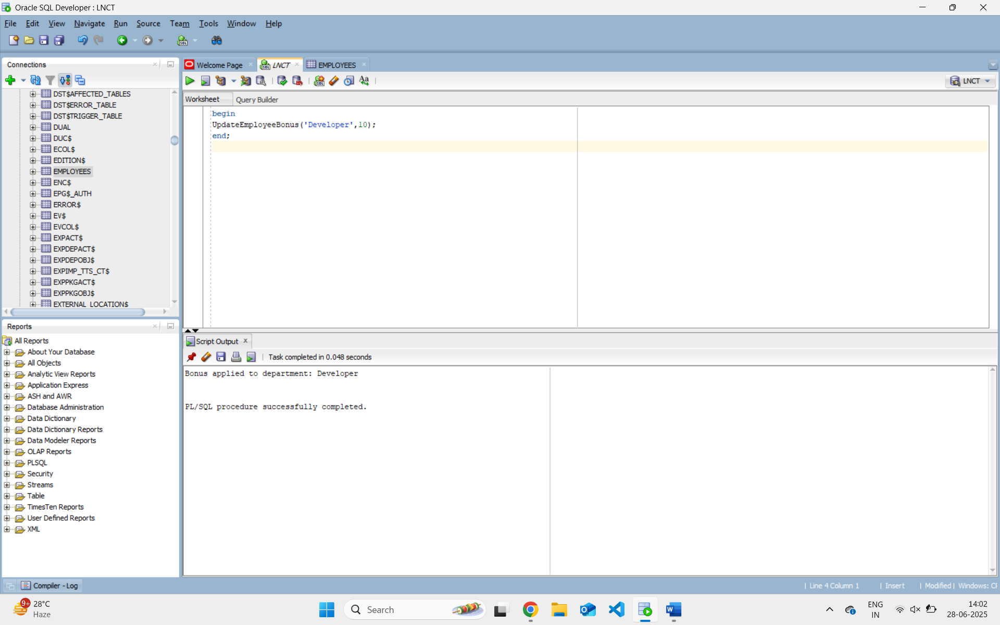 Oracle SQL Developer : LNCT
File Edit View Navigate Run Source Team Tools Window Help
Connections
DST$AFFECTED_TABLES
DST$ERROR_TABLE
DST$TRIGGER_TABLE
DUAL
DUC$
ECOL$
EDITION$
EMPLOYEES
ENC$
EPG$_AUTH
ERROR$
EV$
EVCOL$
EXPACT$
EXPDEPACT$
EXPDEPOBJ$
EXPIMP_TTS_CT$
EXPPKGACT$
EXPPKGOBJ$
EXTERNAL_LOCATION$
Reports
All Reports
About Your Database
All Objects
Analytic View Reports
Application Express
ASH and AWR
Database Administration
Data Dictionary
Data Dictionary Reports
Data Modeler Reports
OLAP Reports
PLSQL
Security
Streams
Table
TimesTen Reports
User Defined Reports
XML
Welcome Page LNCT EMPLOYEES
LNCT
Worksheet Query Builder
begin
UpdateEmployeeBonus('Developer',10);
end;
Script Output
Task completed in 0.048 seconds
Bonus applied to department: Developer
PL/SQL procedure successfully completed.
Compiler - Log
Line 4 Column 1 Insert Modified Windows: CF
9+ 28°C
Haze
Search
ENG
IN
14:02
28-06-2025